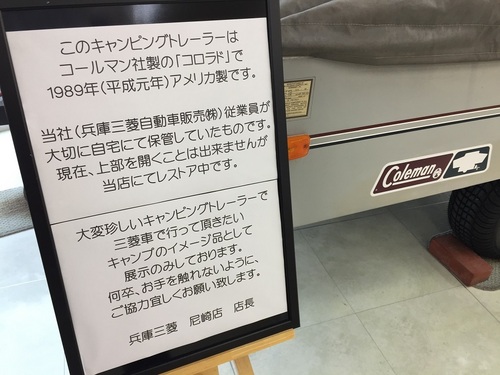 このキャンピングトレーラーは
コールマン社製の「コロラド」で
1989年(平成元年)アメリカ製です。
当社(兵庫三菱自動車販売㈱)従業員が
大切に自宅にて保管していたものです。
現在、上部を開くことは出来ませんが
当店にてレストア中です。
大変珍しいキャンピングトレーラーで
三菱車で行って頂きたい
キャンプのイメージ品として
展示のみしております。
何卒、お手を触れないように、
ご協力宜しくお願い致します。
兵庫三菱 尼崎店 店長
Coleman